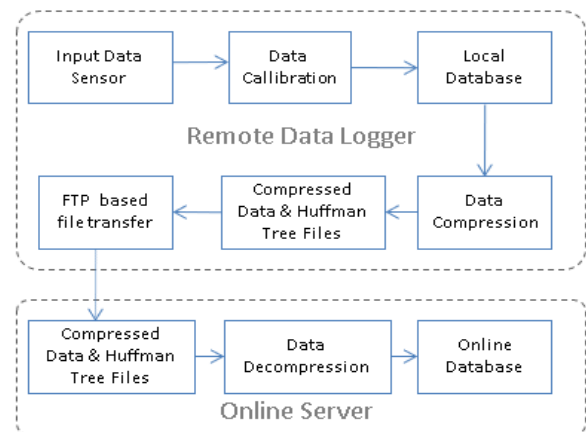 Input Data
Sensor
Data
Callibration
Local
Database
Remote Data Logger
FTP based
file transfer
Compressed
Data & Huffman
Tree Files
Data
Compression
Compressed
Data & Huffman
Tree Files
Data
Decompression
Online
Database
Online Server